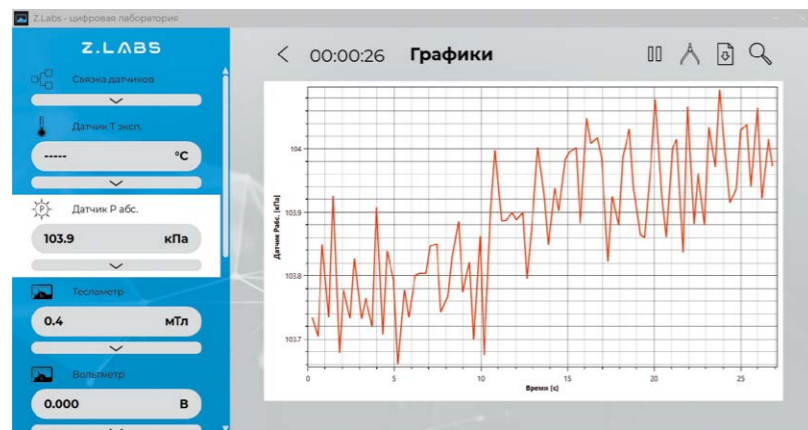 Z.Labs - цифровая лаборатория
Z.LABS
00:00:26 Графики
Связка датчиков
Датчик Т эксп.
----- °C
Датчик Р абс.
103.9 кПа
Тесламетр
0.4 мТл
Вольтметр
0.000 В
Датчик Рабс. [кПа]
104
103.9
103.8
103.7
0 5 10 15 20 25
Время [с]